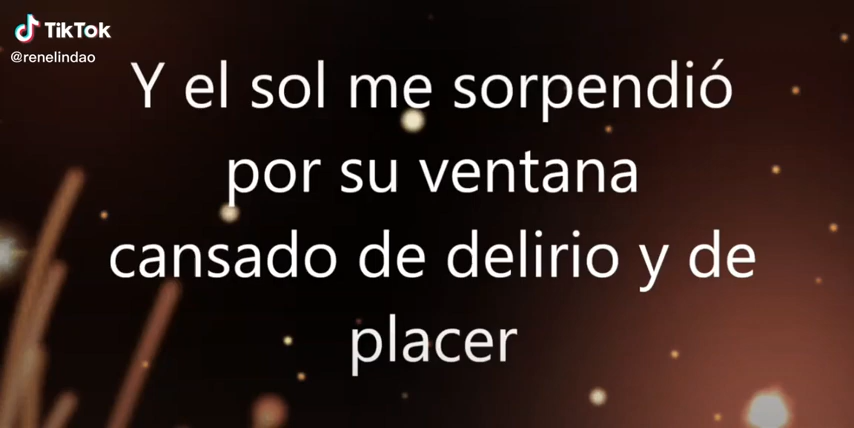 TikTok
@renelindao
Y el sol me sorpendió
por su ventana
cansado de delirio y de
placer